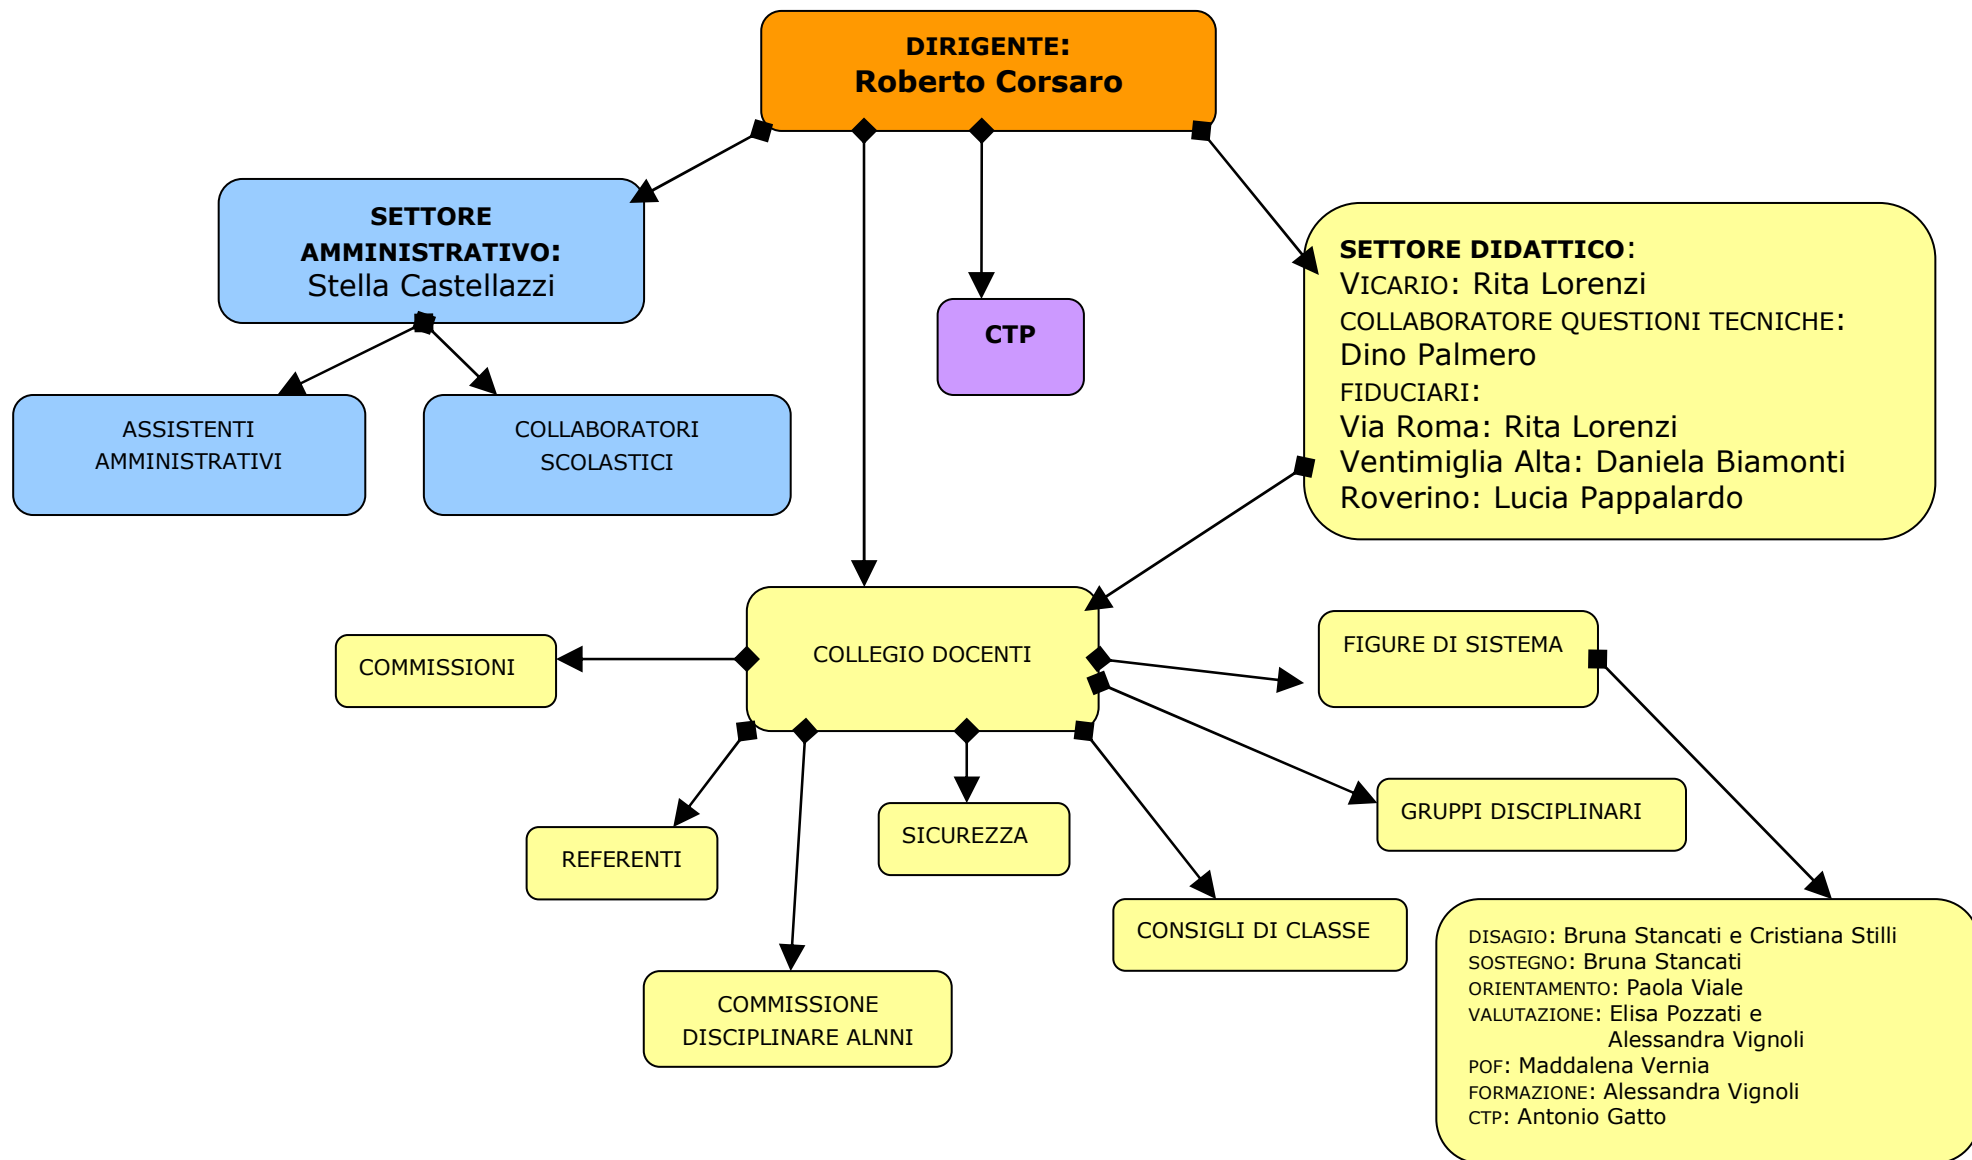 DIRIGENTE:
Roberto Corsaro
SETTORE
AMMINISTRATIVO:
Stella Castellazzi
SETTORE DIDATTICO:
VICARIO: Rita Lorenzi
COLLABORATORE QUESTIONI TECNICHE:
Dino Palmero
FIDUCIARI:
Via Roma: Rita Lorenzi
Ventimiglia Alta: Daniela Biamonti
Roverino: Lucia Pappalardo
CTP
ASSISTENTI
AMMINISTRATIVI
COLLABORATORI
SCOLASTICI
COLLEGIO DOCENTI
FIGURE DI SISTEMA
COMMISSIONI
GRUPPI DISCIPLINARI
SICUREZZA
REFERENTI
CONSIGLI DI CLASSE
COMMISSIONE
DISCIPLINARE ALNNI
DISAGIO: Bruna Stancati e Cristiana Stilli
SOSTEGNO: Bruna Stancati
ORIENTAMENTO: Paola Viale
VALUTAZIONE: Elisa Pozzati e
Alessandra Vignoli
POF: Maddalena Vernia
FORMAZIONE: Alessandra Vignoli
CTP: Antonio Gatto